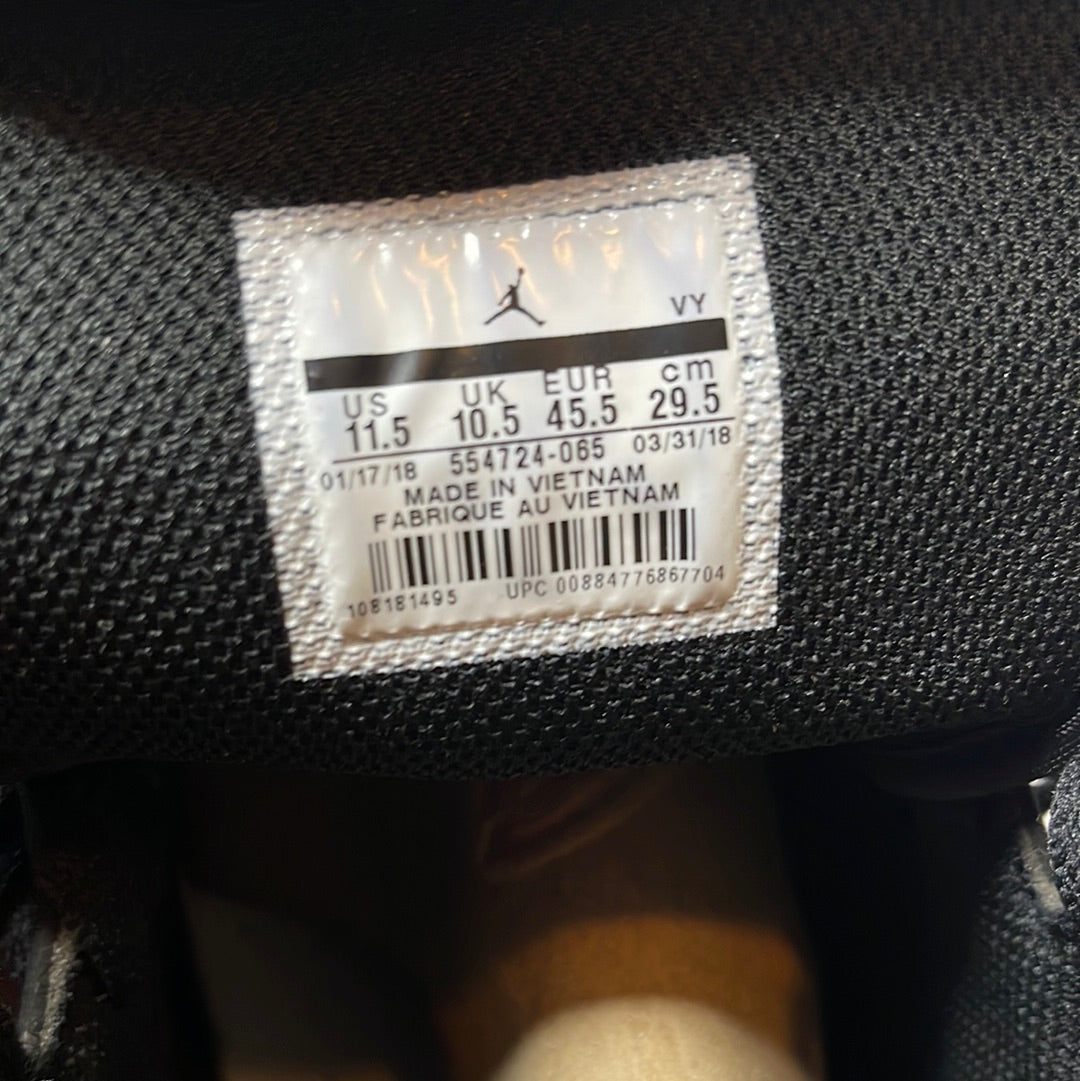 VY
US UK EUR cm
11.5 10.5 45.5 29.5
01/17/18 554724-065 03/31/18
MADE IN VIETNAM
FABRIQUE AU VIETNAM
108181495 UPC 00884776867704